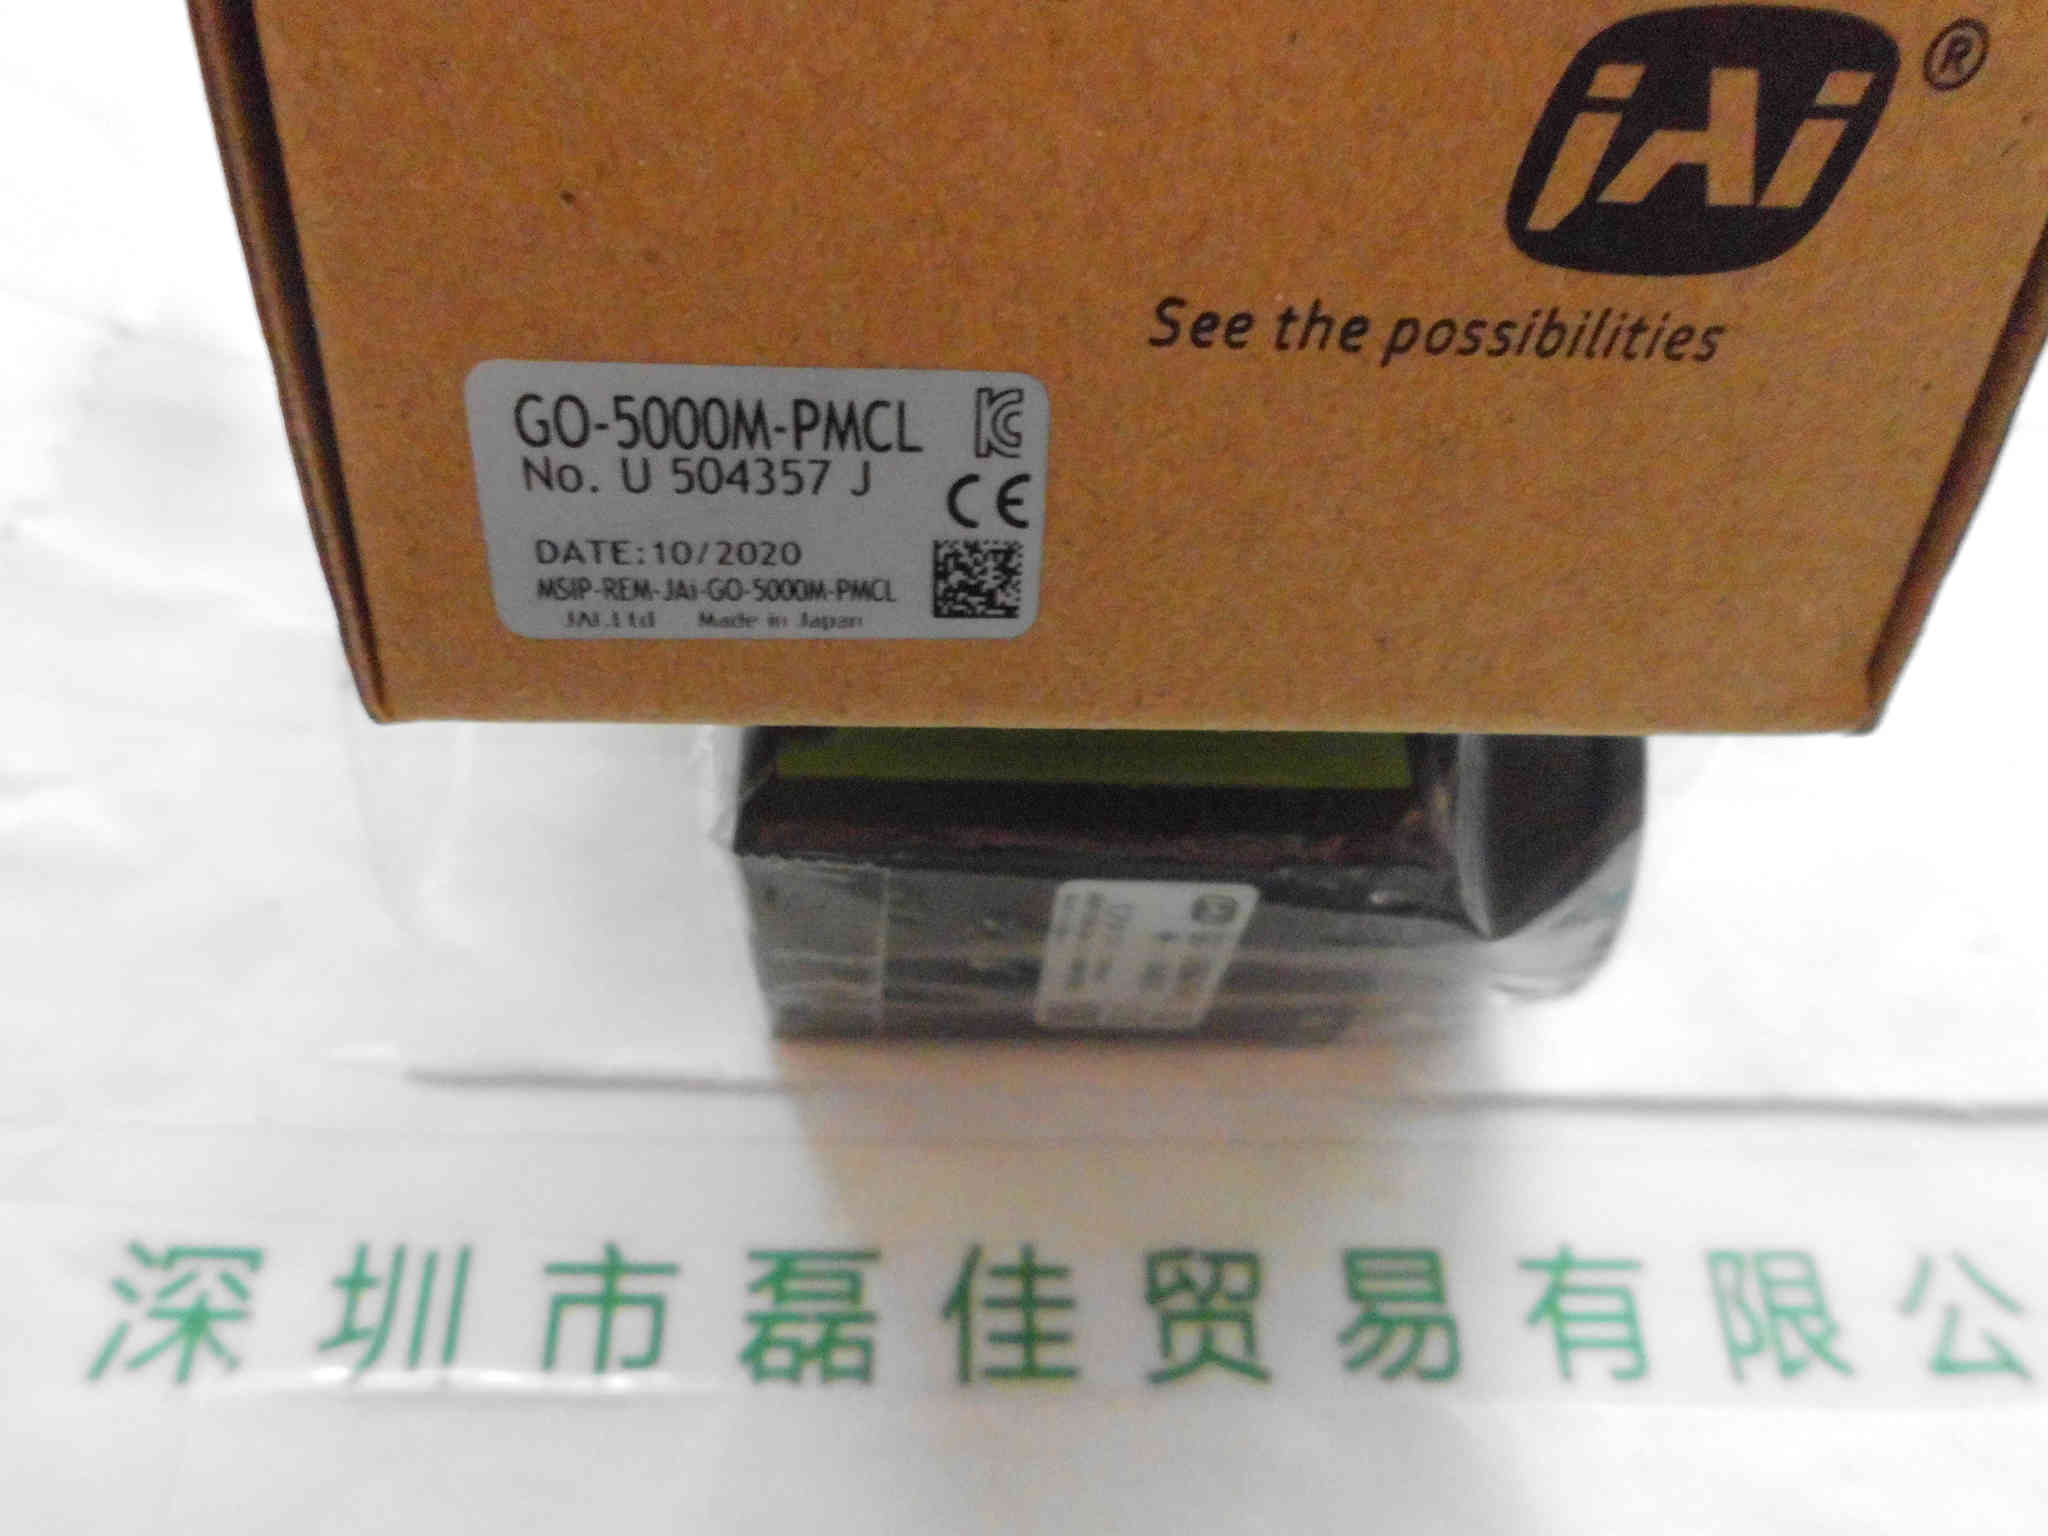 JAi ®
See the possibilities
GO-5000M-PMCL
No. U 504357 J
CE
DATE:10/2020
MSIP-REM-JAi-GO-5000M-PMCL
JAI.Ltd Made in Japan
深圳市磊佳贸易有限公